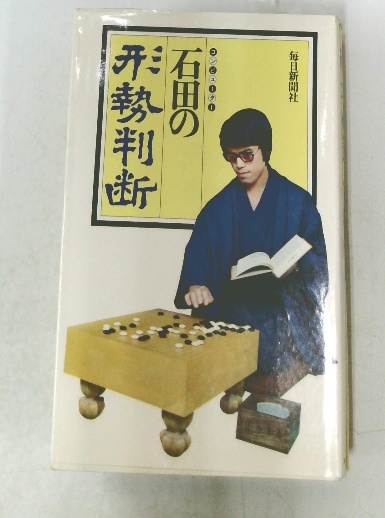 コンピューター
石田の
形勢判断
毎日新聞社